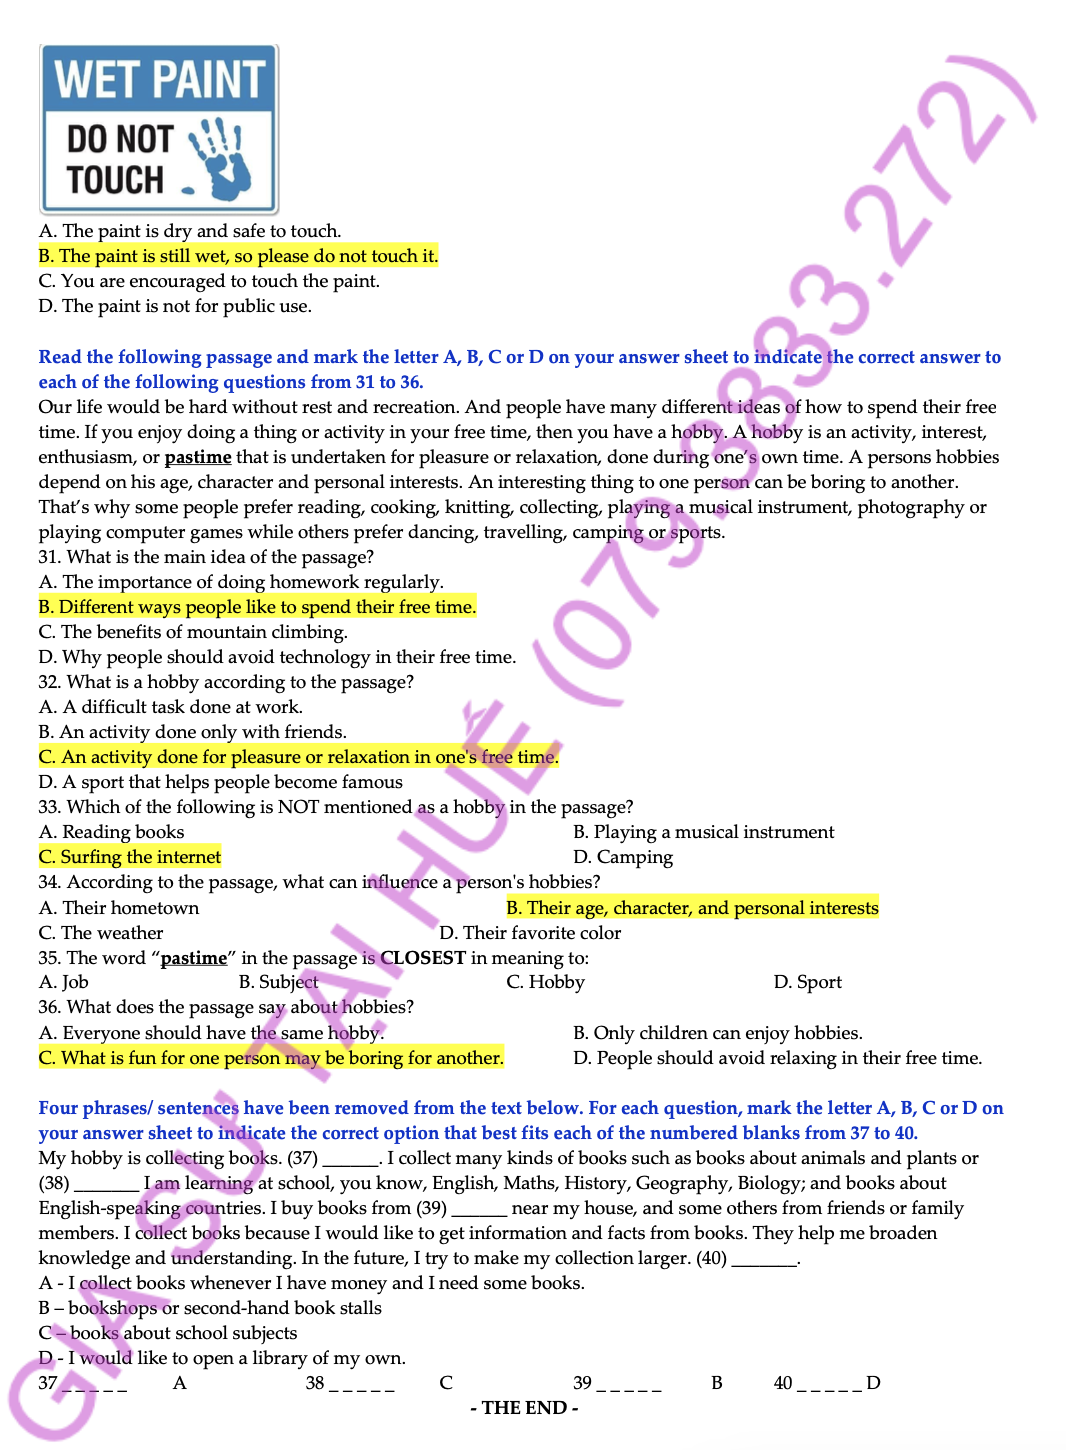 WET PAINT
DO NOT
TOUCH
A. The paint is dry and safe to touch.
B. The paint is still wet, so please do not touch it.
C. You are encouraged to touch the paint.
D. The paint is not for public use.
Read the following passage and mark the letter A, B, C or D on your answer sheet to indicate the correct answer to
each of the following questions from 31 to 36.
Our life would be hard without rest and recreation. And people have many different ideas of how to spend their free
time. If you enjoy doing a thing or activity in your free time, then you have a hobby. A hobby is an activity, interest,
enthusiasm, or pastime that is undertaken for pleasure or relaxation, done during one's own time. A persons hobbies
depend on his age, character and personal interests. An interesting thing to one person can be boring to another.
That's why some people prefer reading, cooking, knitting, collecting, playing a musical instrument, photography or
playing computer games while others prefer dancing, travelling, camping or sports.
31. What is the main idea of the passage?
A. The importance of doing homework regularly.
B. Different ways people like to spend their free time.
C. The benefits of mountain climbing.
D. Why people should avoid technology in their free time.
32. What is a hobby according to the passage?
A. A difficult task done at work.
B. An activity done only with friends.
C. An activity done for pleasure or relaxation in one's free time.
D. A sport that helps people become famous
33. Which of the following is NOT mentioned as a hobby in the passage?
A. Reading books B. Playing a musical instrument
C. Surfing the internet D. Camping
34. According to the passage, what can influence a person's hobbies?
A. Their hometown B. Their age, character, and personal interests
C. The weather D. Their favorite color
35. The word “pastime” in the passage is CLOSEST in meaning to:
A. Job B. Subject C. Hobby D. Sport
36. What does the passage say about hobbies?
A. Everyone should have the same hobby. B. Only children can enjoy hobbies.
C. What is fun for one person may be boring for another. D. People should avoid relaxing in their free time.
Four phrases/ sentences have been removed from the text below. For each question, mark the letter A, B, C or D on
your answer sheet to indicate the correct option that best fits each of the numbered blanks from 37 to 40.
My hobby is collecting books. (37) ______. I collect many kinds of books such as books about animals and plants or
(38) _______ I am learning at school, you know, English, Maths, History, Geography, Biology; and books about
English-speaking countries. I buy books from (39) ______ near my house, and some others from friends or family
members. I collect books because I would like to get information and facts from books. They help me broaden
knowledge and understanding. In the future, I try to make my collection larger. (40) _______.
A - I collect books whenever I have money and I need some books.
B – bookshops or second-hand book stalls
C – books about school subjects
D - I would like to open a library of my own.
37 _ _ _ _ _ A 38 _ _ _ _ _ C 39 _ _ _ _ _ B 40 _ _ _ _ _ D
- THE END -
GIA SƯ TẠI HUẾ (079.3833.272)